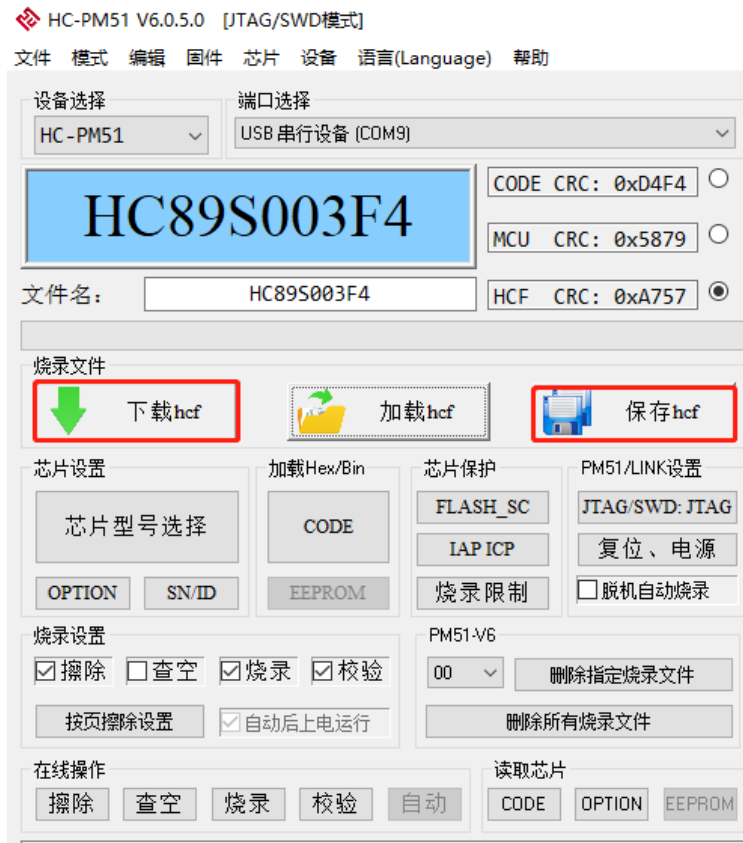 HC-PM51 V6.0.5.0 [JTAG/SWD模式]
文件 模式 编辑 固件 芯片 设备 语言(Language) 帮助
设备选择 端口选择
HC-PM51 USB 串行设备 (COM9)
HC89S003F4
CODE CRC: 0xD4F4
MCU CRC: 0x5879
文件名: HC89S003F4 HCF CRC: 0xA757
烧录文件
下载hcf 加载hcf 保存hcf
芯片设置 加载Hex/Bin 芯片保护 PM51/LINK设置
芯片型号选择 CODE FLASH_SC JTAG/SWD: JTAG
IAP ICP 复位、电源
OPTION SN/ID EEPROM 烧录限制 脱机自动烧录
烧录设置 PM51-V6
擦除 查空 烧录 校验 00 删除指定烧录文件
按页擦除设置 自动后上电运行 删除所有烧录文件
在线操作 读取芯片
擦除 查空 烧录 校验 自动 CODE OPTION EEPROM